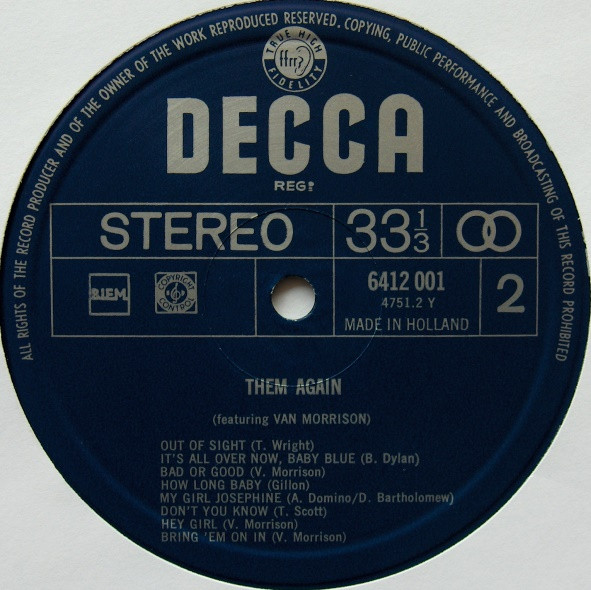 ALL RIGHTS OF THE RECORD PRODUCER AND OF THE OWNER OF THE WORK REPRODUCED RESERVED. COPYING, PUBLIC PERFORMANCE AND BROADCASTING OF THIS RECORD PROHIBITED
TRUE HIGH
ffrr
FIDELITY
DECCA
REGD
STEREO
33 1/3
6412 001
4751.2 Y
MADE IN HOLLAND
BIEM
COPYRIGHT
CONTROL
2
THEM AGAIN
(featuring VAN MORRISON)
OUT OF SIGHT (T. Wright)
IT'S ALL OVER NOW, BABY BLUE (B. Dylan)
BAD OR GOOD (V. Morrison)
HOW LONG BABY (Gillon)
MY GIRL JOSEPHINE (A. Domino/D. Bartholomew)
DON'T YOU KNOW (T. Scott)
HEY GIRL (V. Morrison)
BRING 'EM ON IN (V. Morrison)